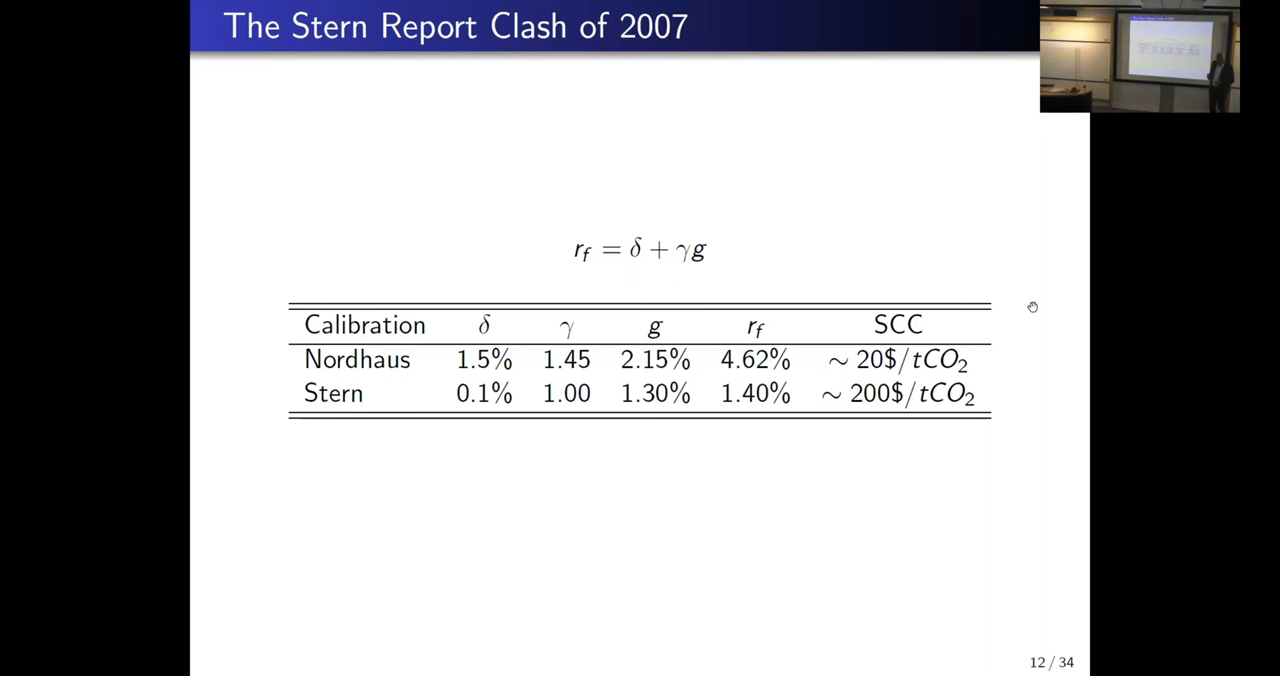 The Stern Report Clash of 2007
r_f = δ + γg
Calibration δ γ g r_f SCC
Nordhaus 1.5% 1.45 2.15% 4.62% ∼ 20$/tCO₂
Stern 0.1% 1.00 1.30% 1.40% ∼ 200$/tCO₂
12 / 34